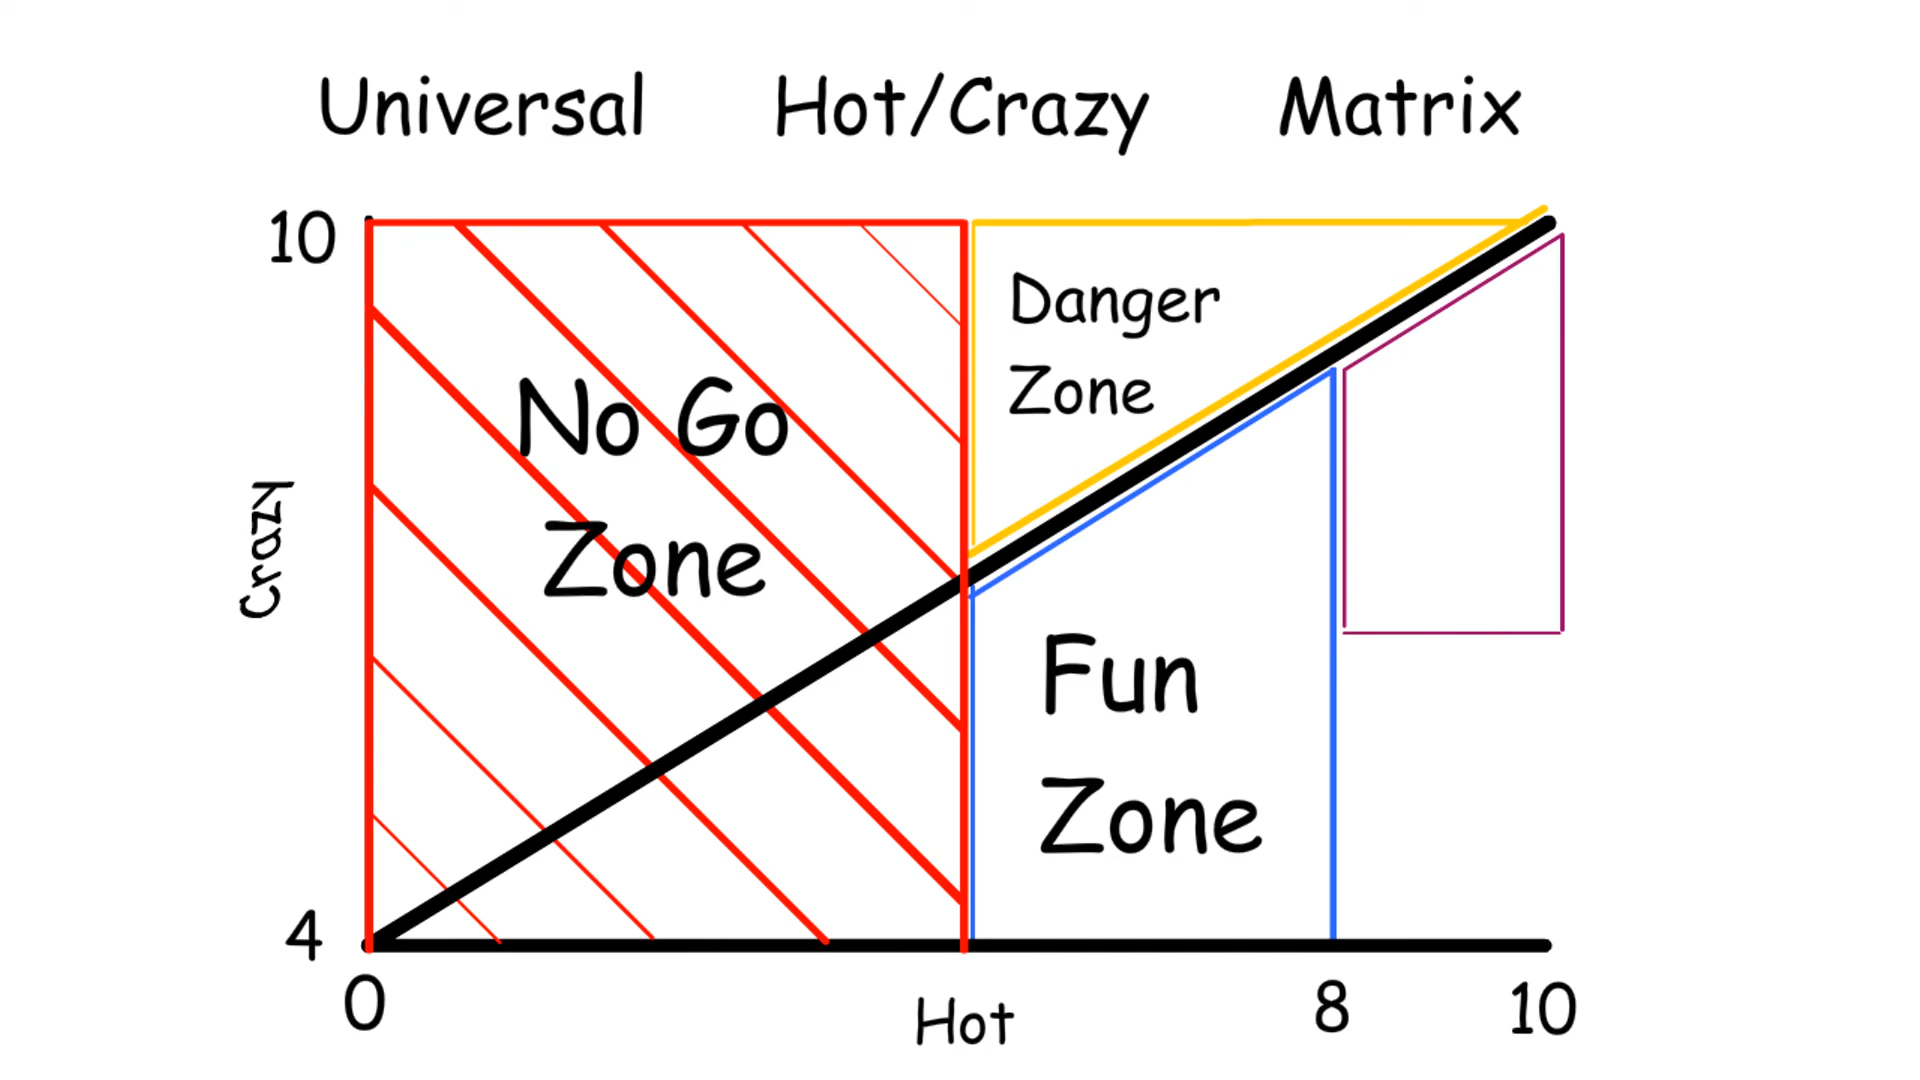 Universal Hot/Crazy Matrix
10
Danger
Zone
No Go
Zone
Crazy
Fun
Zone
4
0
Hot
8
10